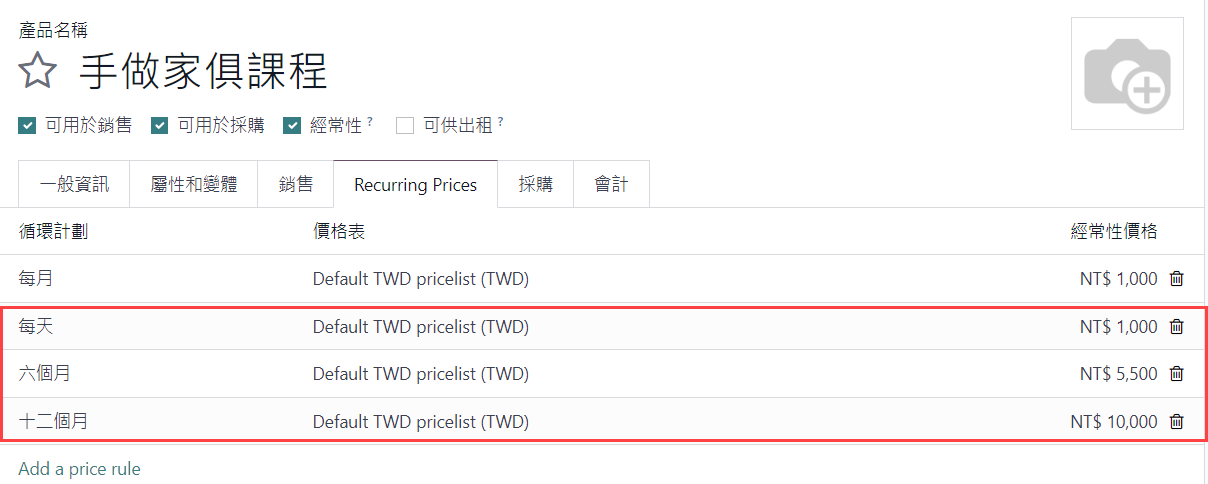 產品名稱
手做家俱課程
可用於銷售 可用於採購 經常性 ? 可供出租 ?
一般資訊 屬性和變體 銷售 Recurring Prices 採購 會計
循環計劃 價格表 經常性價格
每月 Default TWD pricelist (TWD) NT$ 1,000
每天 Default TWD pricelist (TWD) NT$ 1,000
六個月 Default TWD pricelist (TWD) NT$ 5,500
十二個月 Default TWD pricelist (TWD) NT$ 10,000
Add a price rule